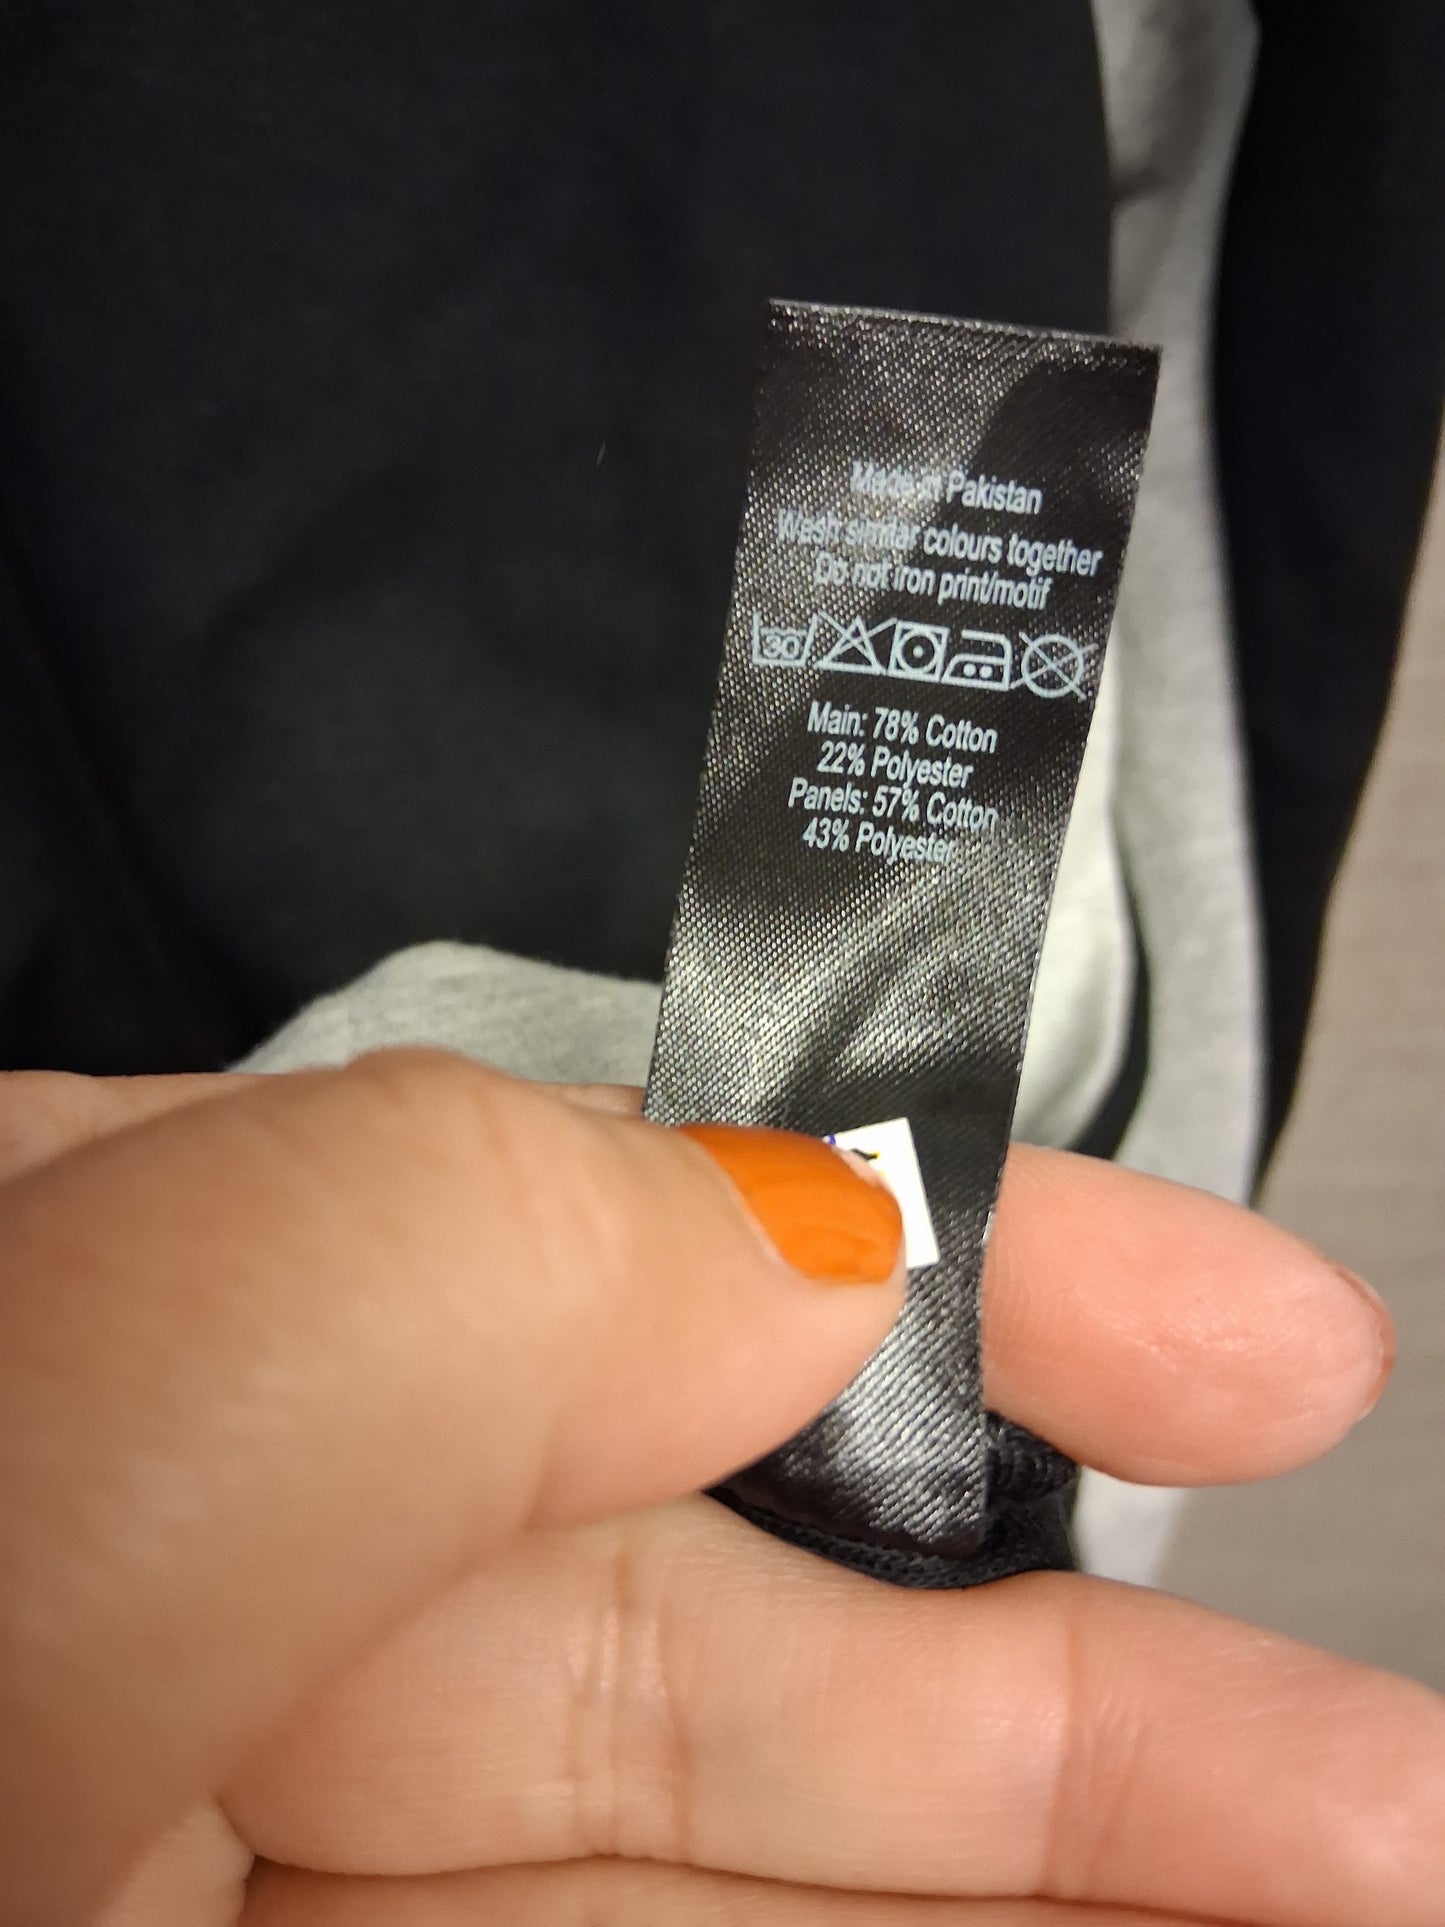 Made in Pakistan
Wash similar colours together
Do not iron print/motif
30
Main: 78% Cotton
22% Polyester
Panels: 57% Cotton
43% Polyester